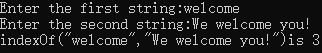 Enter the first string:welcome
Enter the second string:We welcome you!
indexOf("welcome","We welcome you!")is 3